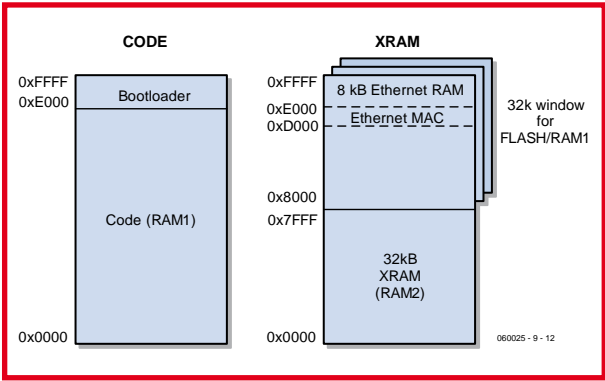 CODE
0xFFFF
0xE000
Bootloader
Code (RAM1)
0x0000
XRAM
0xFFFF
0xE000
0xD000
0x8000
0x7FFF
0x0000
8 kB Ethernet RAM
Ethernet MAC
32kB
XRAM
(RAM2)
32k window
for
FLASH/RAM1
060025 - 9 - 12